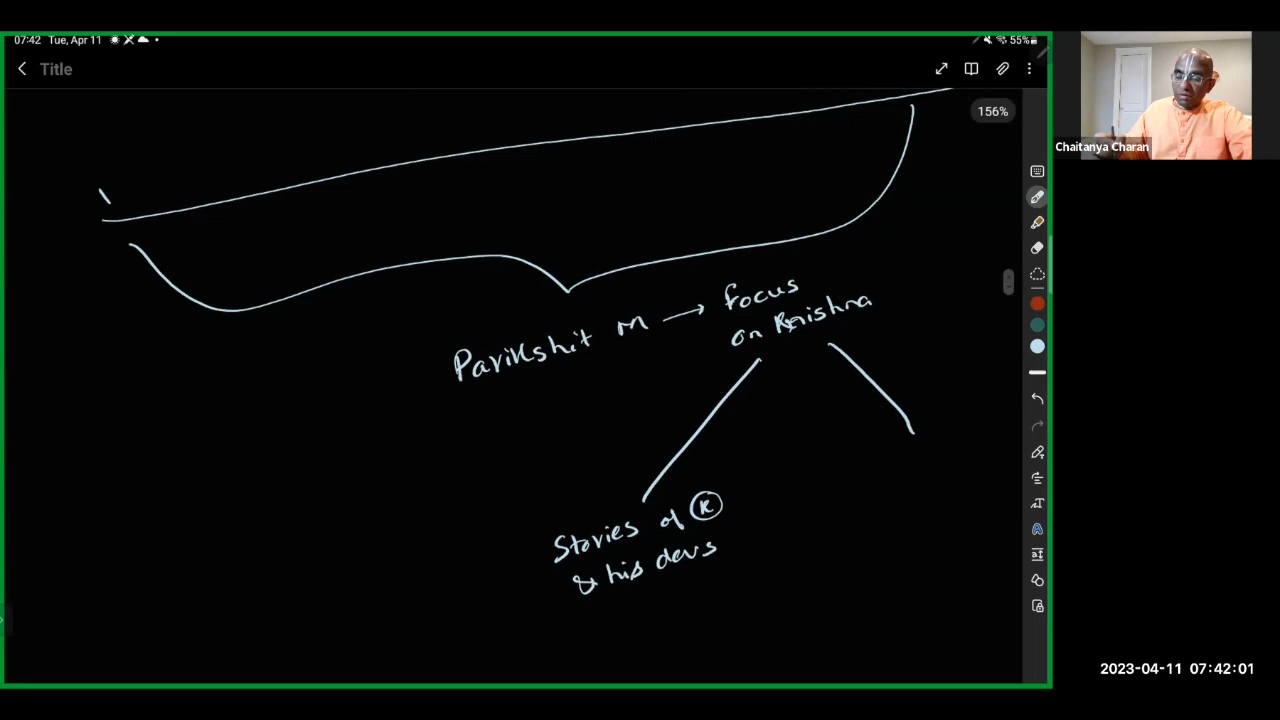 07:42 Tue, Apr 11
55%
Title
156%
Chaitanya Charan
Parikshit M → focus
on Krishna
Stories of K
& his devs
2023-04-11 07:42:01